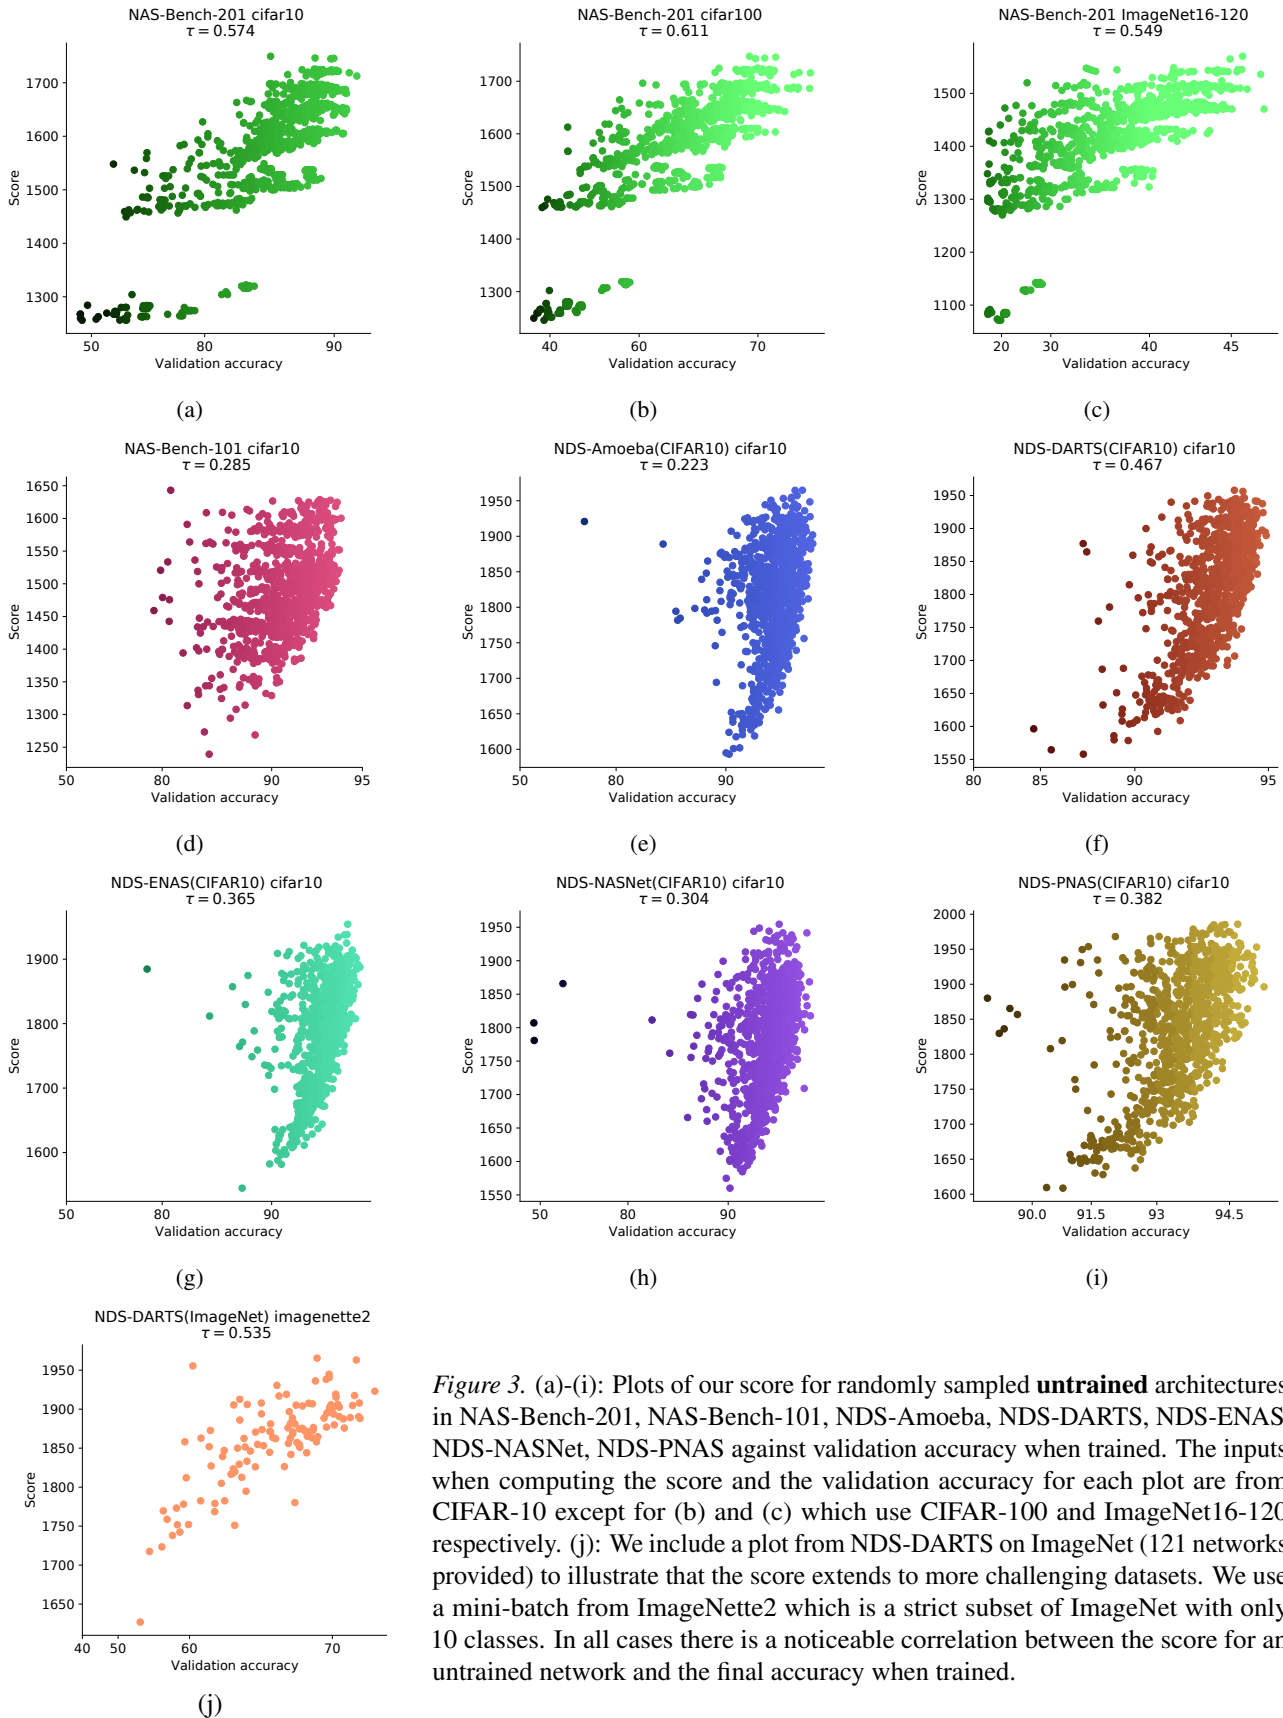 NAS-Bench-201 cifar10
τ = 0.574
Score
1700
1600
1500
1400
1300
50 80 90
Validation accuracy
(a)
NAS-Bench-201 cifar100
τ = 0.611
Score
1700
1600
1500
1400
1300
40 60 70
Validation accuracy
(b)
NAS-Bench-201 ImageNet16-120
τ = 0.549
Score
1500
1400
1300
1200
1100
20 30 40 45
Validation accuracy
(c)
NAS-Bench-101 cifar10
τ = 0.285
Score
1650
1600
1550
1500
1450
1400
1350
1300
1250
50 80 90 95
Validation accuracy
(d)
NDS-Amoeba(CIFAR10) cifar10
τ = 0.223
Score
1950
1900
1850
1800
1750
1700
1650
1600
50 80 90
Validation accuracy
(e)
NDS-DARTS(CIFAR10) cifar10
τ = 0.467
Score
1950
1900
1850
1800
1750
1700
1650
1600
1550
80 85 90 95
Validation accuracy
(f)
NDS-ENAS(CIFAR10) cifar10
τ = 0.365
Score
1900
1800
1700
1600
50 80 90
Validation accuracy
(g)
NDS-NASNet(CIFAR10) cifar10
τ = 0.304
Score
1950
1900
1850
1800
1750
1700
1650
1600
1550
50 80 90
Validation accuracy
(h)
NDS-PNAS(CIFAR10) cifar10
τ = 0.382
Score
2000
1950
1900
1850
1800
1750
1700
1650
1600
90.0 91.5 93 94.5
Validation accuracy
(i)
NDS-DARTS(ImageNet) imagenette2
τ = 0.535
Score
1950
1900
1850
1800
1750
1700
1650
40 50 60 70
Validation accuracy
(j)
Figure 3. (a)-(i): Plots of our score for randomly sampled untrained architectures
in NAS-Bench-201, NAS-Bench-101, NDS-Amoeba, NDS-DARTS, NDS-ENAS
NDS-NASNet, NDS-PNAS against validation accuracy when trained. The inputs
when computing the score and the validation accuracy for each plot are from
CIFAR-10 except for (b) and (c) which use CIFAR-100 and ImageNet16-120
respectively. (j): We include a plot from NDS-DARTS on ImageNet (121 networks
provided) to illustrate that the score extends to more challenging datasets. We use
a mini-batch from ImageNette2 which is a strict subset of ImageNet with only
10 classes. In all cases there is a noticeable correlation between the score for an
untrained network and the final accuracy when trained.